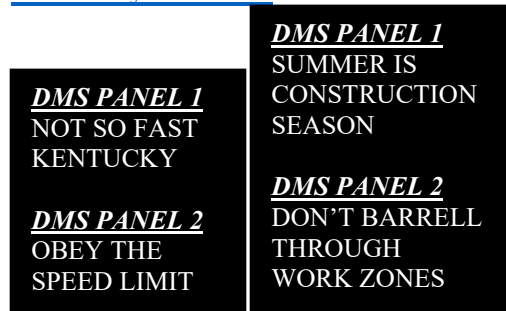 DMS PANEL 1
NOT SO FAST
KENTUCKY
DMS PANEL 2
OBEY THE
SPEED LIMIT
DMS PANEL 1
SUMMER IS
CONSTRUCTION
SEASON
DMS PANEL 2
DON’T BARRELL
THROUGH
WORK ZONES